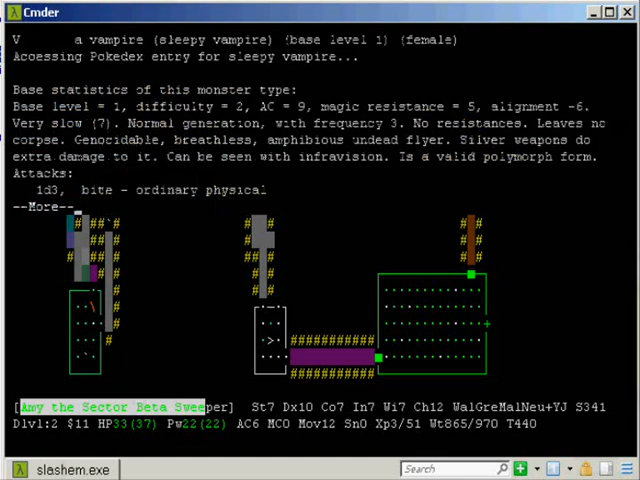 Cmder
V a vampire (sleepy vampire) {base level 1} (female)
Accessing Pokedex entry for sleepy vampire...
Base statistics of this monster type:
Base level = 1, difficulty = 2, AC = 9, magic resistance = 5, alignment -6.
Very slow (7). Normal generation, with frequency 3. No resistances. Leaves no
corpse. Genocidable, breathless, amphibious undead flyer. Silver weapons do
extra damage to it. Can be seen with infravision. Is a valid polymorph form.
Attacks:
1d3, bite - ordinary physical
--More--
[Amy the Sector Beta Sweeper] St7 Dx10 Co7 In7 Wi7 Ch12 WalGreMalNeu+YJ S341
Dlvl:2 $11 HP33(37) Pw22(22) AC6 MC0 Mov12 Sn0 Xp3/51 Wt865/970 T440
slashem.exe
Search